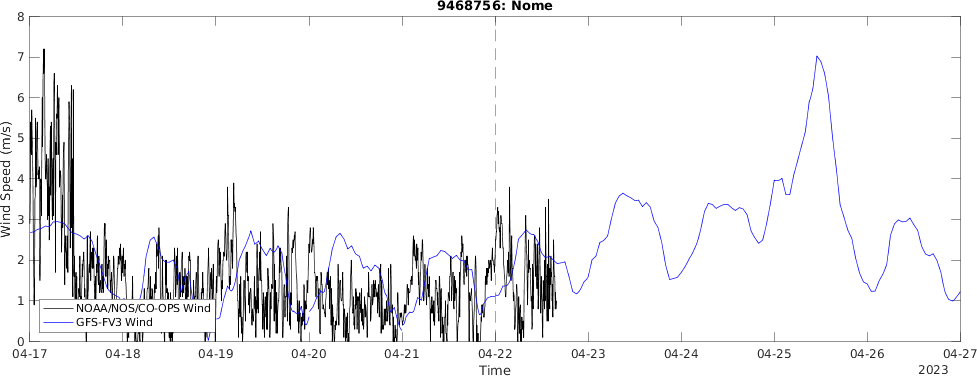 9468756: Nome
Wind Speed (m/s)
8
7
6
5
4
3
2
1
0
NOAA/NOS/CO-OPS Wind
GFS-FV3 Wind
04-17 04-18 04-19 04-20 04-21 04-22 04-23 04-24 04-25 04-26 04-27
Time
2023